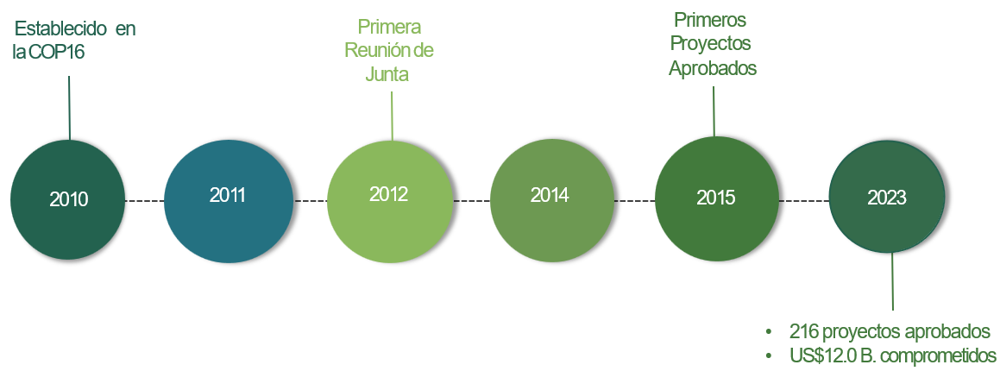 Establecido en
la COP16
Primera
Reunión de
Junta
Primeros
Proyectos
Aprobados
2010
2011
2012
2014
2015
2023
• 216 proyectos aprobados
• US$12.0 B. comprometidos